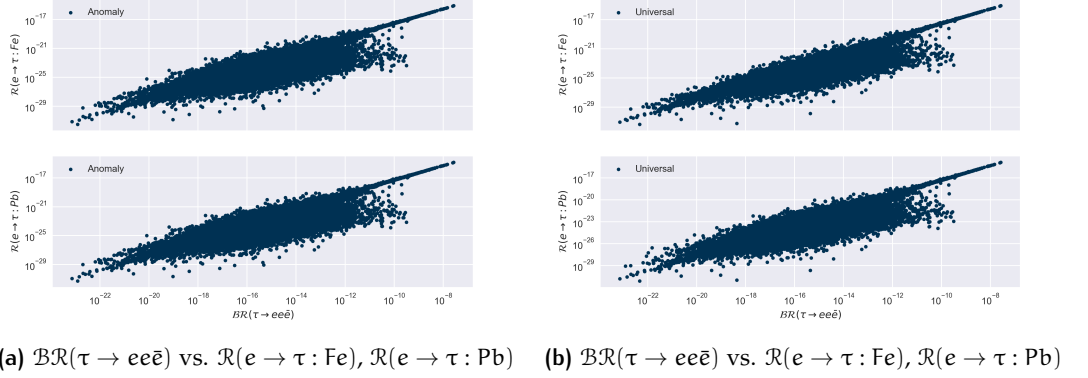 Anomaly
10⁻¹⁷
10⁻²¹
10⁻²⁵
10⁻²⁹
ℛ(e → τ : Fe)
Anomaly
10⁻¹⁷
10⁻²¹
10⁻²⁵
10⁻²⁹
ℛ(e → τ : Pb)
10⁻²² 10⁻²⁰ 10⁻¹⁸ 10⁻¹⁶ 10⁻¹⁴ 10⁻¹² 10⁻¹⁰ 10⁻⁸
ℬℛ(τ → eeē)
Universal
10⁻¹⁷
10⁻²¹
10⁻²⁵
10⁻²⁹
ℛ(e → τ : Fe)
Universal
10⁻¹⁷
10⁻²⁰
10⁻²³
10⁻²⁶
10⁻²⁹
ℛ(e → τ : Pb)
10⁻²² 10⁻²⁰ 10⁻¹⁸ 10⁻¹⁶ 10⁻¹⁴ 10⁻¹² 10⁻¹⁰ 10⁻⁸
ℬℛ(τ → eeē)
(a) ℬℛ(τ → eeē) vs. ℛ(e → τ : Fe), ℛ(e → τ : Pb)
(b) ℬℛ(τ → eeē) vs. ℛ(e → τ : Fe), ℛ(e → τ : Pb)